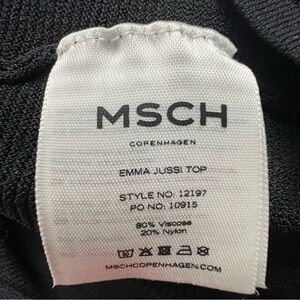 MSCH
COPENHAGEN
EMMA JUSSI TOP
STYLE NO: 12197
PO NO: 10915
80% Viscose
20% Nylon
MSCHCOPENHAGEN.COM